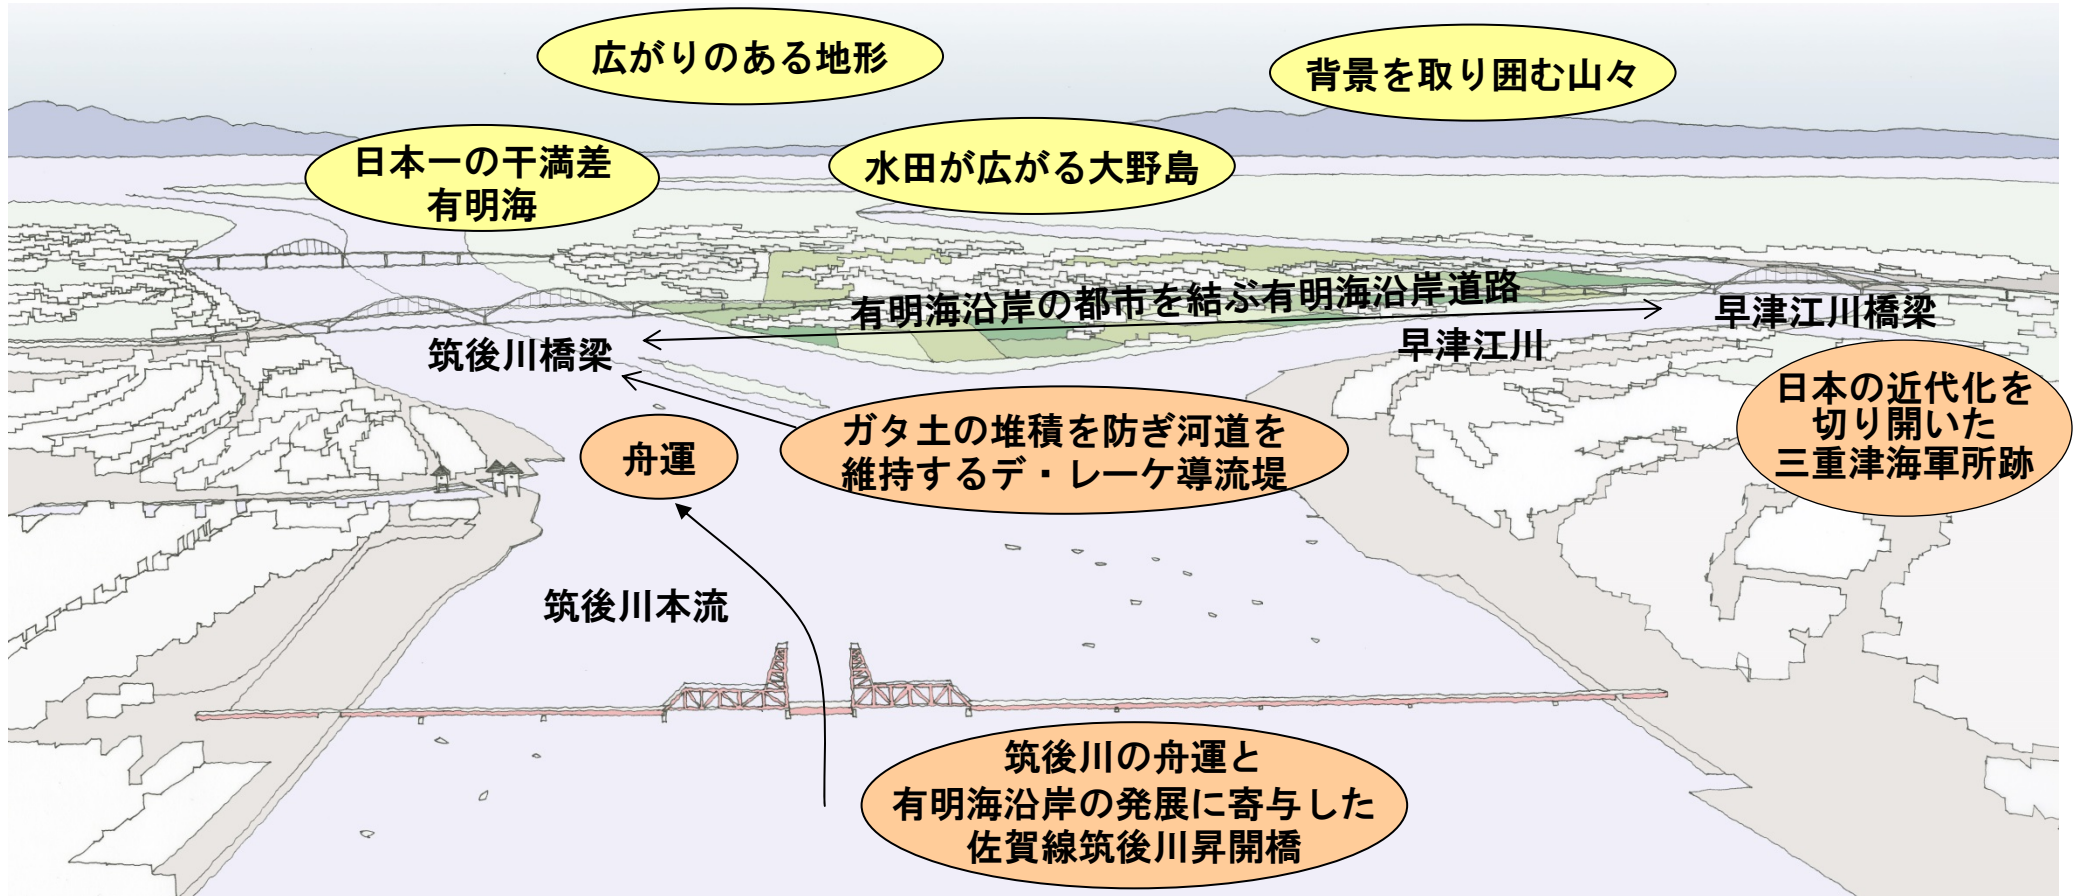 広がりのある地形
背景を取り囲む山々
日本一の干満差
有明海
水田が広がる大野島
有明海沿岸の都市を結ぶ有明海沿岸道路
早津江川橋梁
筑後川橋梁
早津江川
日本の近代化を
切り開いた
三重津海軍所跡
ガタ土の堆積を防ぎ河道を
維持するデ・レーケ導流堤
舟運
筑後川本流
筑後川の舟運と
有明海沿岸の発展に寄与した
佐賀線筑後川昇開橋